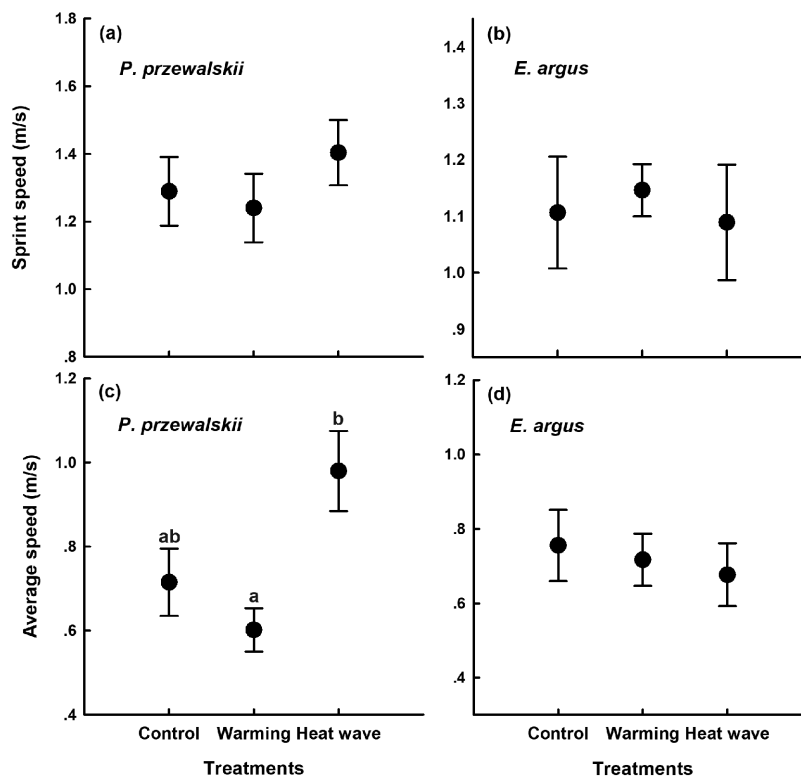 (a)
P. przewalskii
Sprint speed (m/s)
1.8
1.6
1.4
1.2
1.0
.8
(b)
E. argus
1.4
1.3
1.2
1.1
1.0
.9
(c)
P. przewalskii
Average speed (m/s)
1.2
1.0
.8
.6
.4
ab
a
b
Control Warming Heat wave
Treatments
(d)
E. argus
1.2
1.0
.8
.6
.4
Control Warming Heat wave
Treatments